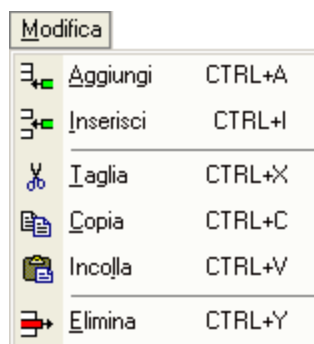 Modifica
Aggiungi CTRL+A
Inserisci CTRL+I
Taglia CTRL+X
Copia CTRL+C
Incolla CTRL+V
Elimina CTRL+Y